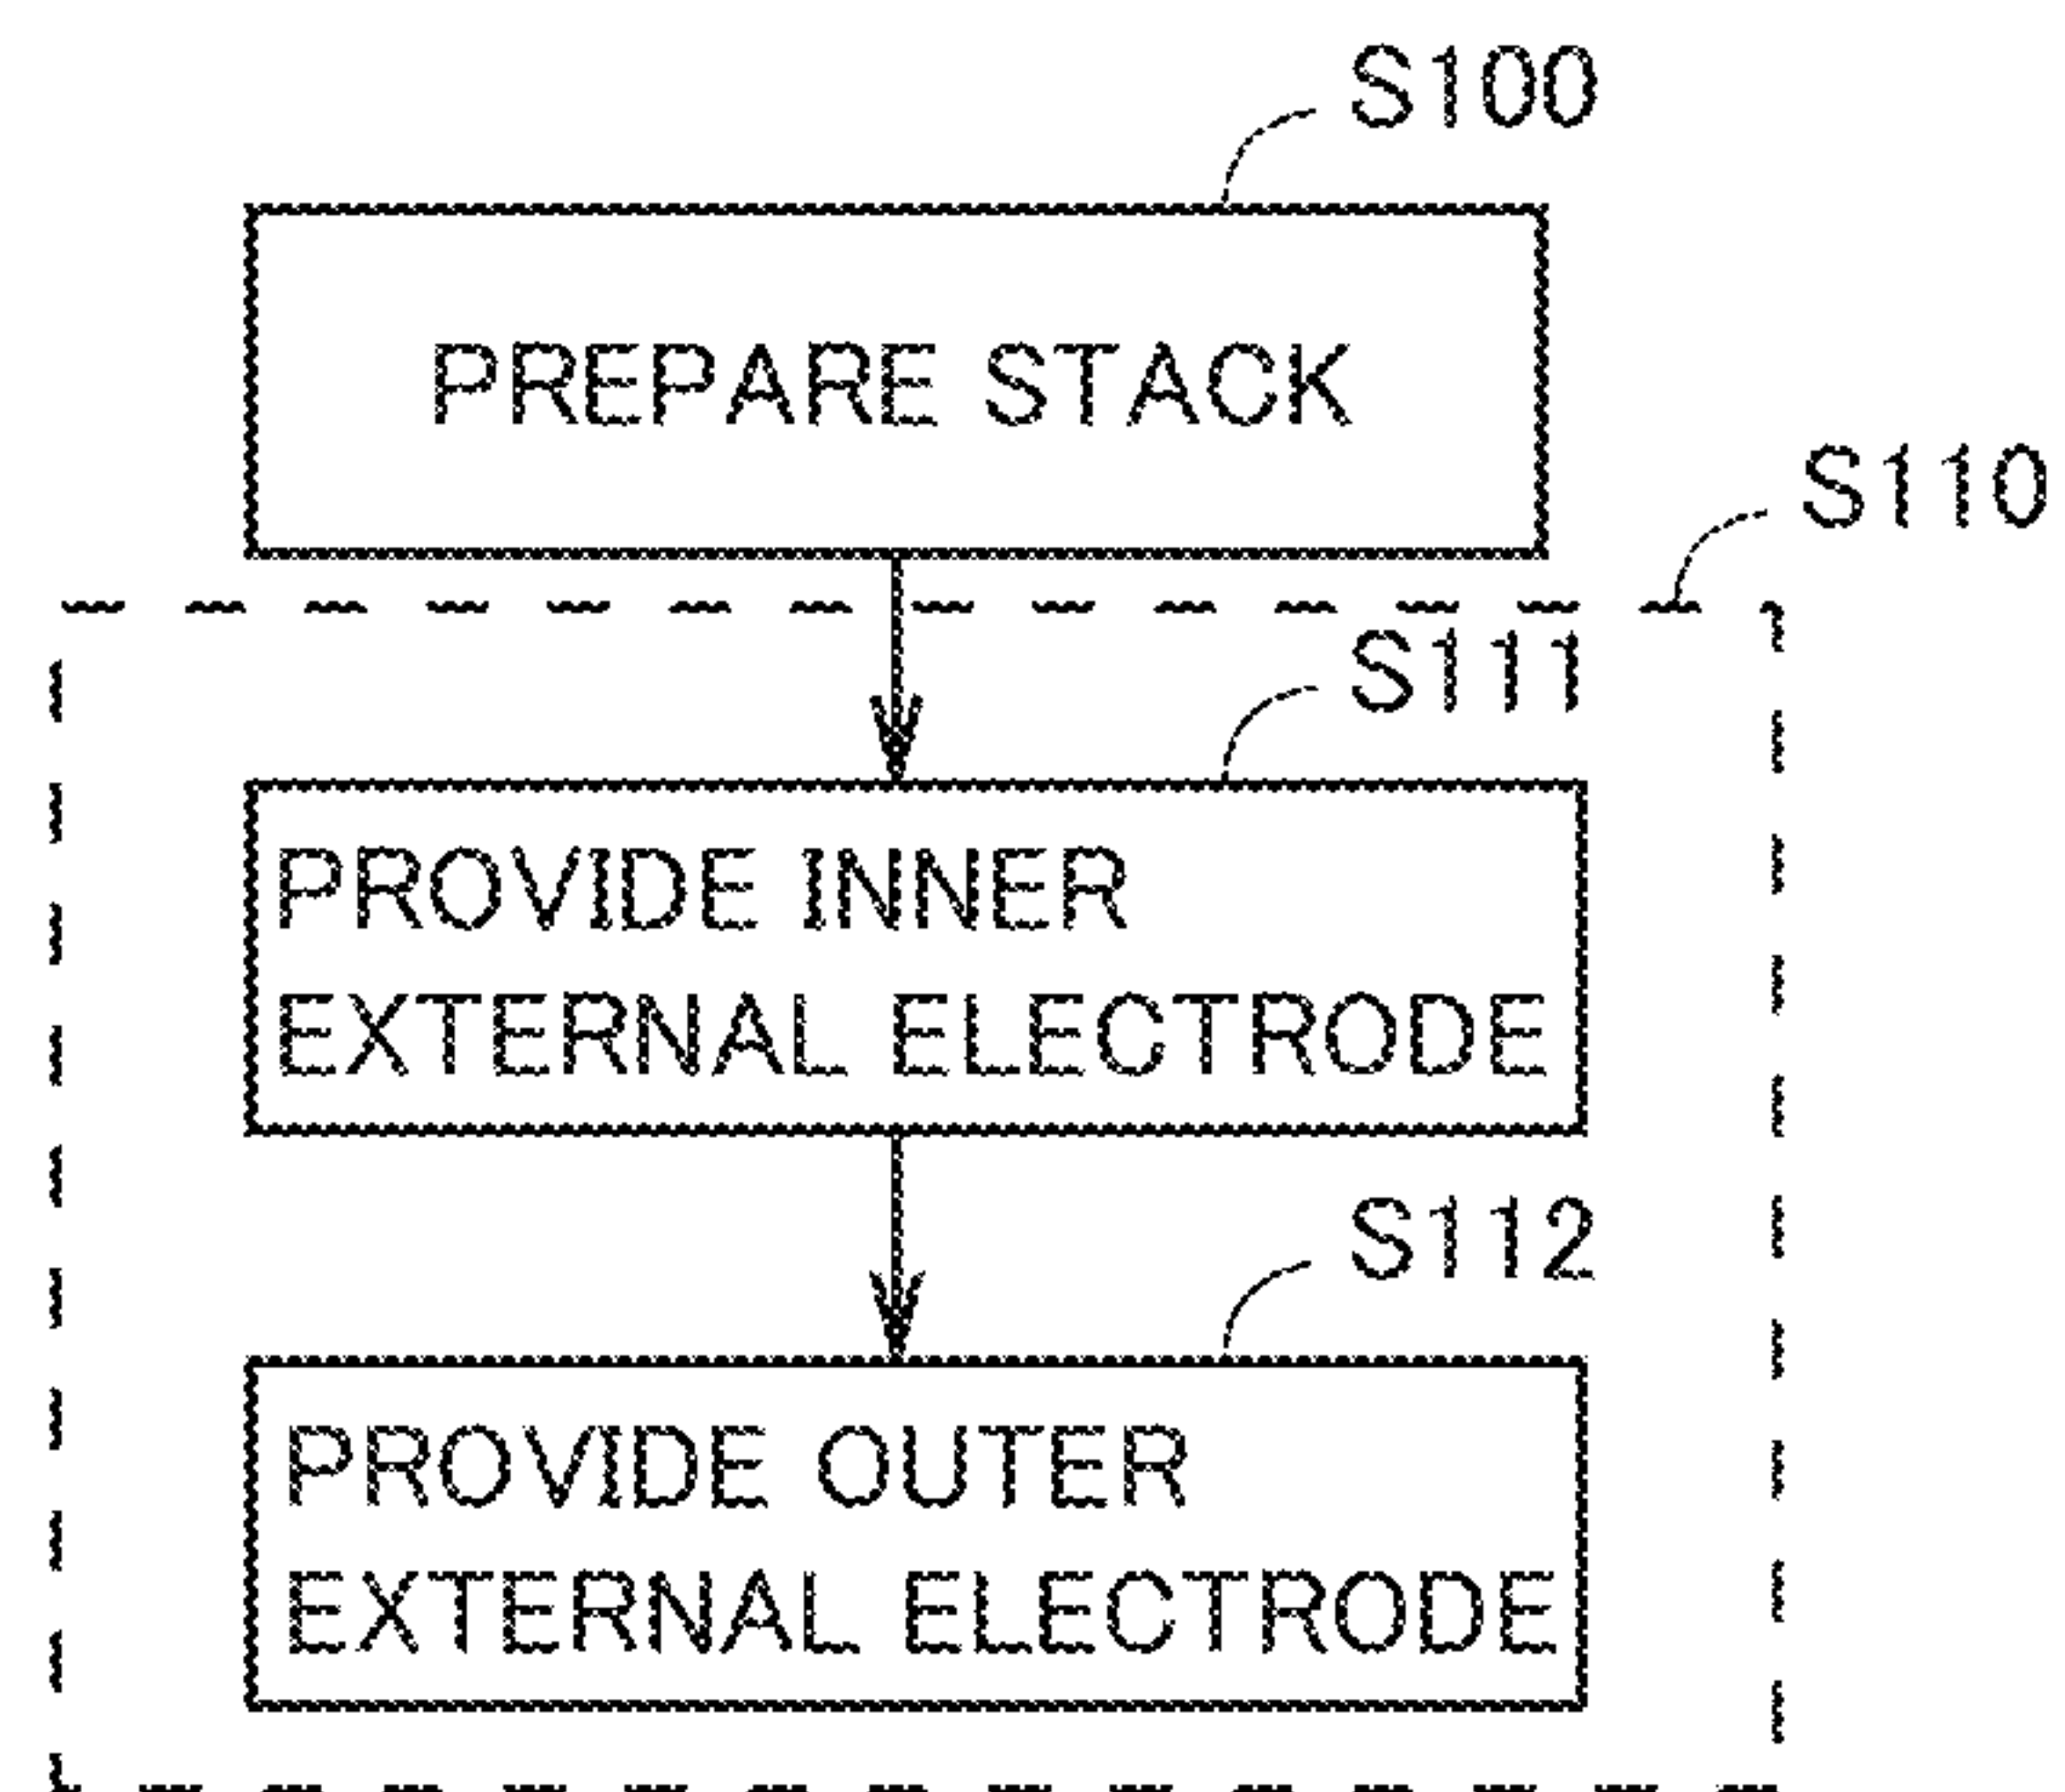 S100
PREPARE STACK
S110
S111
PROVIDE INNER
EXTERNAL ELECTRODE
S112
PROVIDE OUTER
EXTERNAL ELECTRODE